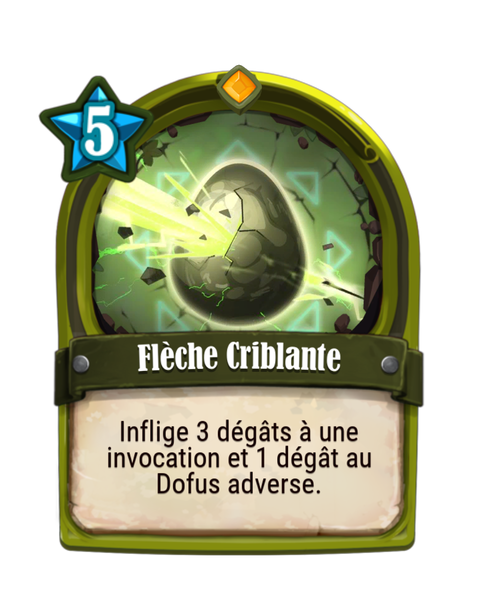 5
Flèche Criblante
Inflige 3 dégâts à une
invocation et 1 dégât au
Dofus adverse.